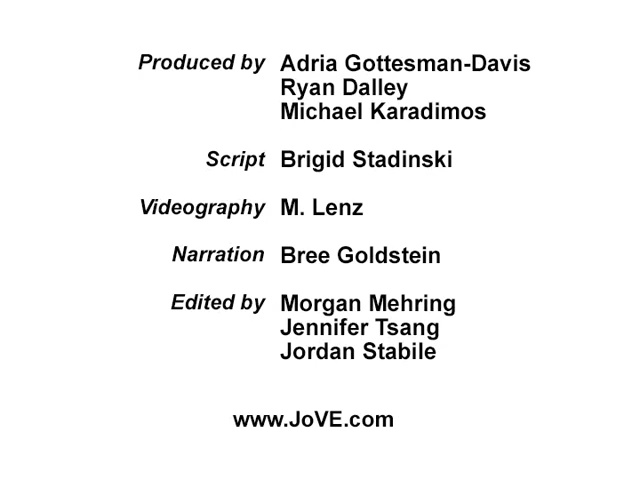 Produced by Adria Gottesman-Davis
Ryan Dalley
Michael Karadimos
Script Brigid Stadinski
Videography M. Lenz
Narration Bree Goldstein
Edited by Morgan Mehring
Jennifer Tsang
Jordan Stabile
www.JoVE.com